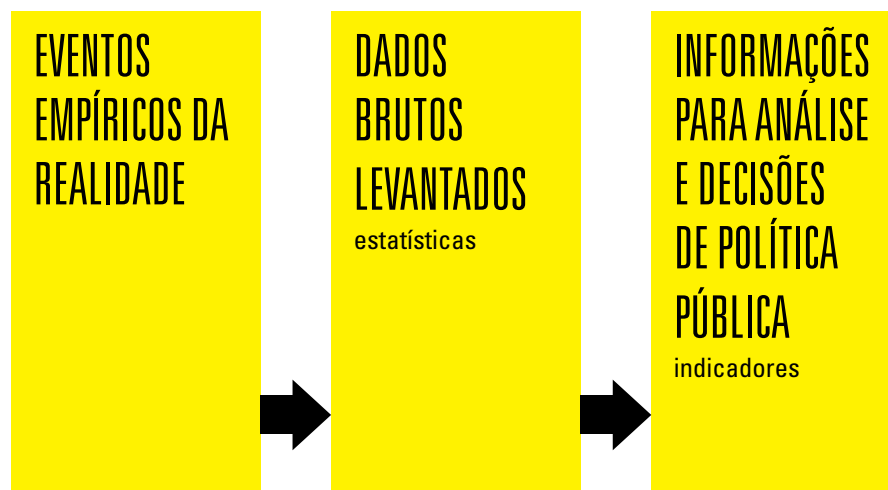 EVENTOS
EMPÍRICOS DA
REALIDADE
DADOS
BRUTOS
LEVANTADOS
estatísticas
INFORMAÇÕES
PARA ANÁLISE
E DECISÕES
DE POLÍTICA
PÚBLICA
indicadores